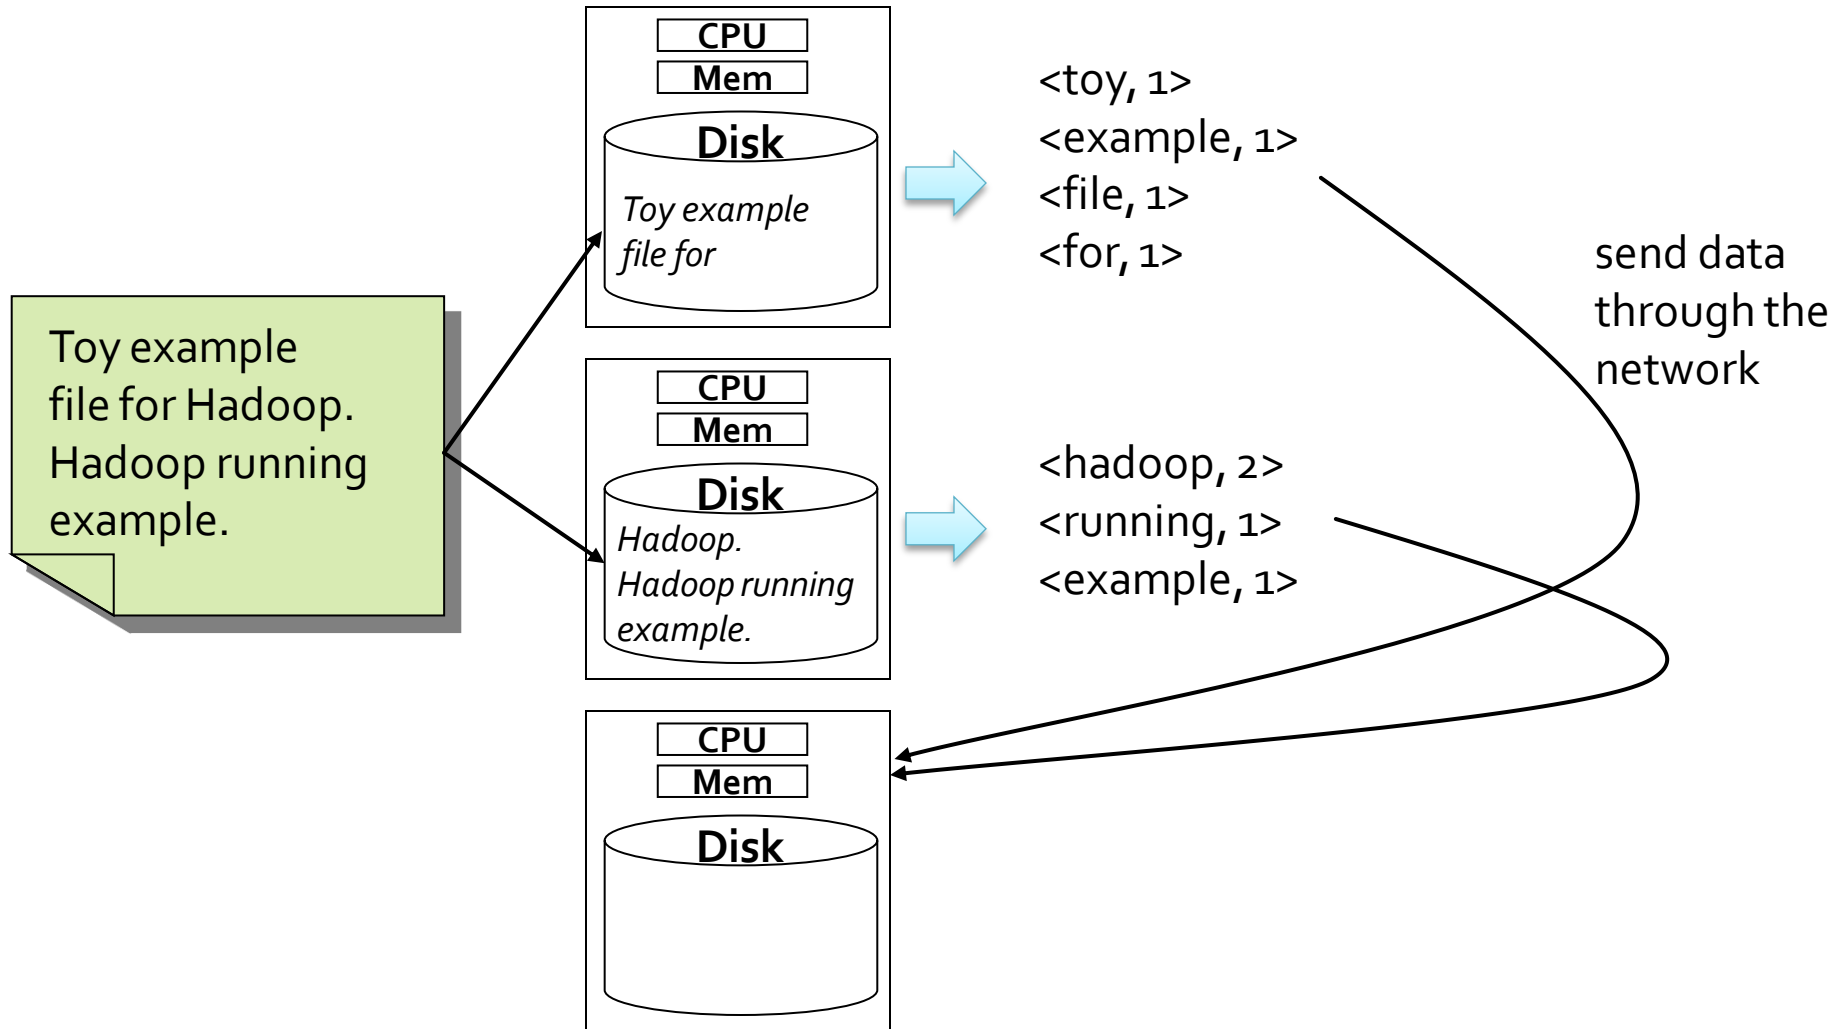 Toy example
file for Hadoop.
Hadoop running
example.
CPU
Mem
Disk
Toy example
file for
<toy, 1>
<example, 1>
<file, 1>
<for, 1>
send data
through the
network
CPU
Mem
Disk
Hadoop.
Hadoop running
example.
<hadoop, 2>
<running, 1>
<example, 1>
CPU
Mem
Disk